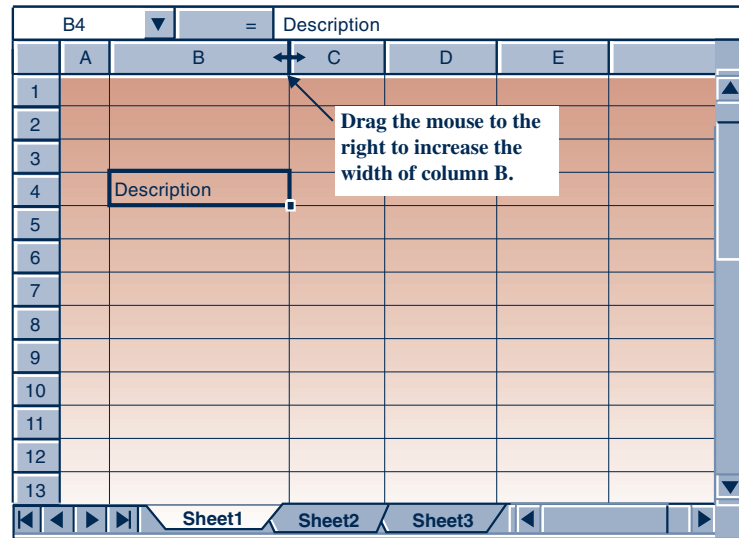 B4 = Description
A B C D E
1
2
Drag the mouse to the
right to increase the
width of column B.
3
4 Description
5
6
7
8
9
10
11
12
13
Sheet1 Sheet2 Sheet3